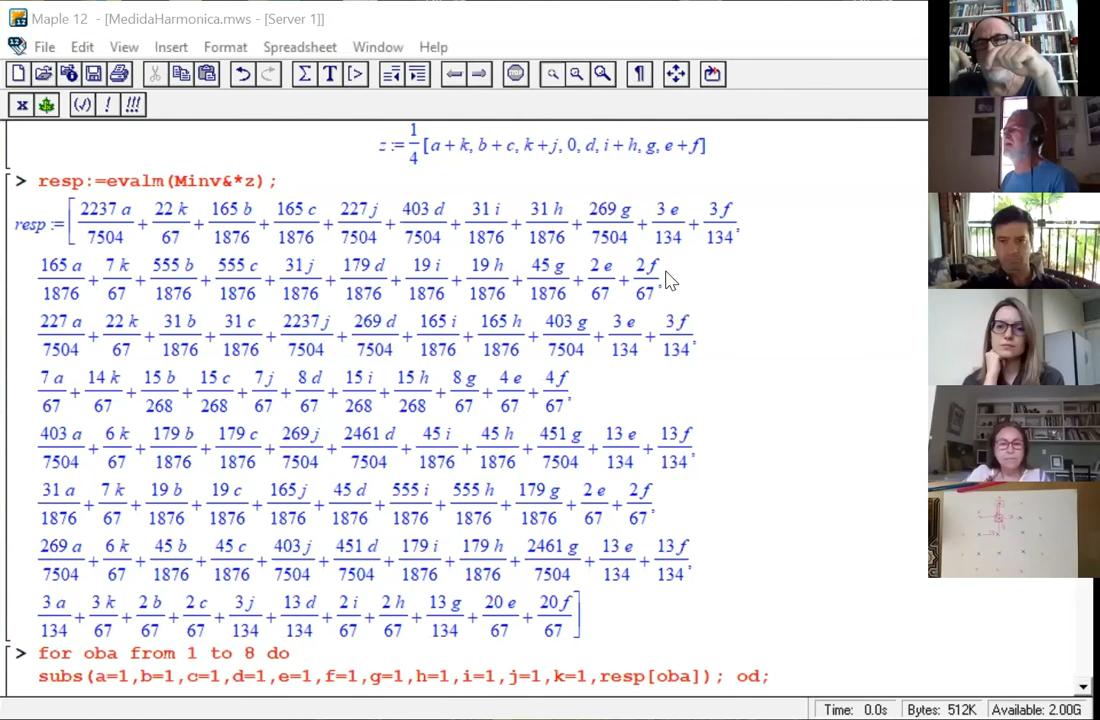 Maple 12 - [MedidaHarmonica.mws - [Server 1]]
File Edit View Insert Format Spreadsheet Window Help
z := 1/4 [a + k, b + c, k + j, 0, d, i + h, g, e + f]
> resp:=evalm(Minv&*z);
resp := [2237 a/7504 + 22 k/67 + 165 b/1876 + 165 c/1876 + 227 j/7504 + 403 d/7504 + 31 i/1876 + 31 h/1876 + 269 g/7504 + 3 e/134 + 3 f/134,
165 a/1876 + 7 k/67 + 555 b/1876 + 555 c/1876 + 31 j/1876 + 179 d/1876 + 19 i/1876 + 19 h/1876 + 45 g/1876 + 2 e/67 + 2 f/67,
227 a/7504 + 22 k/67 + 31 b/1876 + 31 c/1876 + 2237 j/7504 + 269 d/7504 + 165 i/1876 + 165 h/1876 + 403 g/7504 + 3 e/134 + 3 f/134,
7 a/67 + 14 k/67 + 15 b/268 + 15 c/268 + 7 j/67 + 8 d/67 + 15 i/268 + 15 h/268 + 8 g/67 + 4 e/67 + 4 f/67,
403 a/7504 + 6 k/67 + 179 b/1876 + 179 c/1876 + 269 j/7504 + 2461 d/7504 + 45 i/1876 + 45 h/1876 + 451 g/7504 + 13 e/134 + 13 f/134,
31 a/1876 + 7 k/67 + 19 b/1876 + 19 c/1876 + 165 j/1876 + 45 d/1876 + 555 i/1876 + 555 h/1876 + 179 g/1876 + 2 e/67 + 2 f/67,
269 a/7504 + 6 k/67 + 45 b/1876 + 45 c/1876 + 403 j/7504 + 451 d/7504 + 179 i/1876 + 179 h/1876 + 2461 g/7504 + 13 e/134 + 13 f/134,
3 a/134 + 3 k/67 + 2 b/67 + 2 c/67 + 3 j/134 + 13 d/134 + 2 i/67 + 2 h/67 + 13 g/134 + 20 e/67 + 20 f/67]
> for oba from 1 to 8 do
subs(a=1,b=1,c=1,d=1,e=1,f=1,g=1,h=1,i=1,j=1,k=1,resp[oba]); od;
Time: 0.0s Bytes: 512K Available: 2.00G